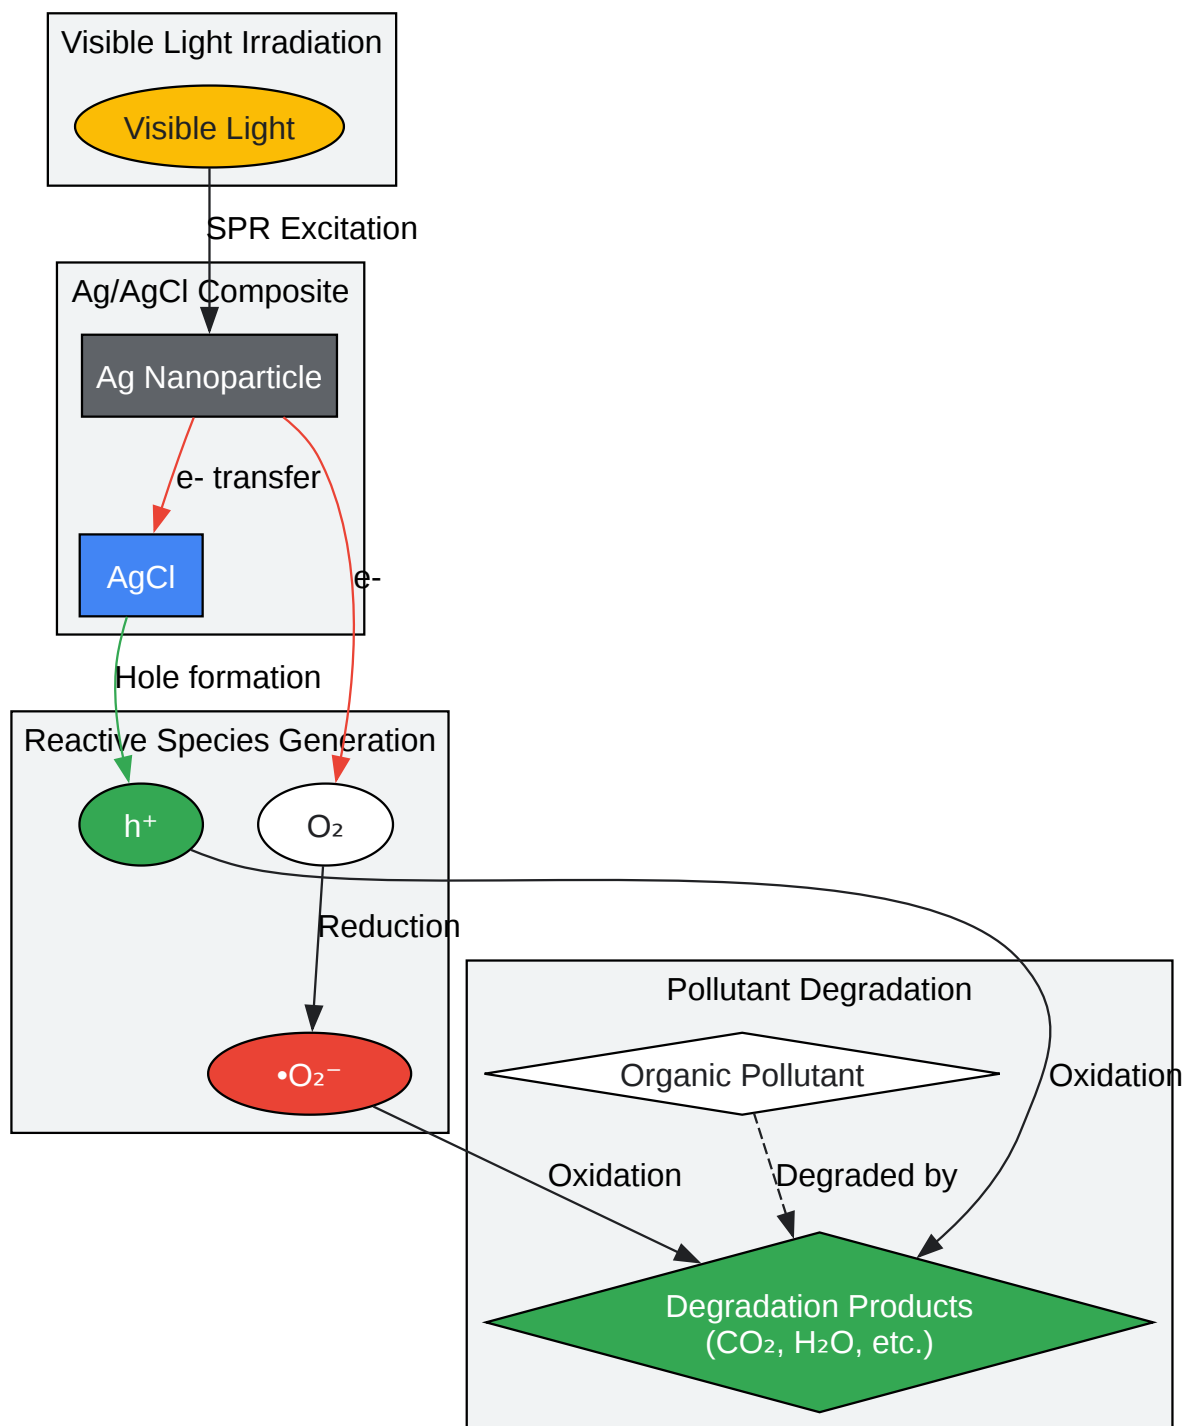 Visible Light Irradiation
Visible Light
SPR Excitation
Ag/AgCl Composite
Ag Nanoparticle
e- transfer
AgCl
e-
Hole formation
Reactive Species Generation
h⁺
O₂
Reduction
Pollutant Degradation
•O₂⁻
Organic Pollutant
Oxidation
Oxidation
Degraded by
Degradation Products
(CO₂, H₂O, etc.)